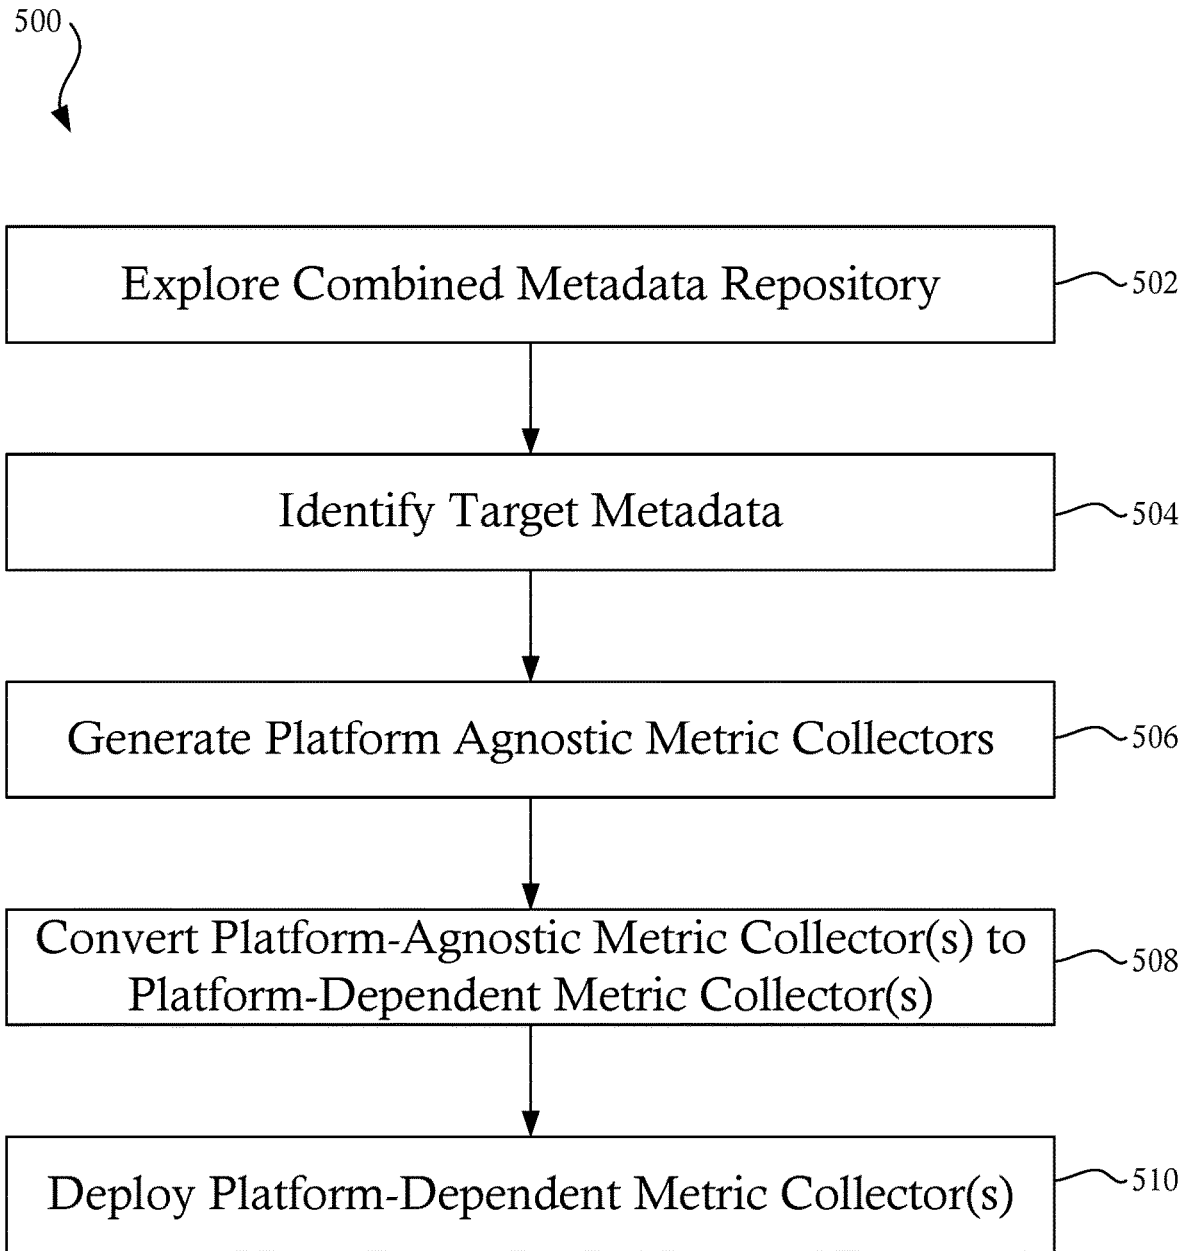 500
Explore Combined Metadata Repository
502
Identify Target Metadata
504
Generate Platform Agnostic Metric Collectors
506
Convert Platform-Agnostic Metric Collector(s) to
Platform-Dependent Metric Collector(s)
508
Deploy Platform-Dependent Metric Collector(s)
510